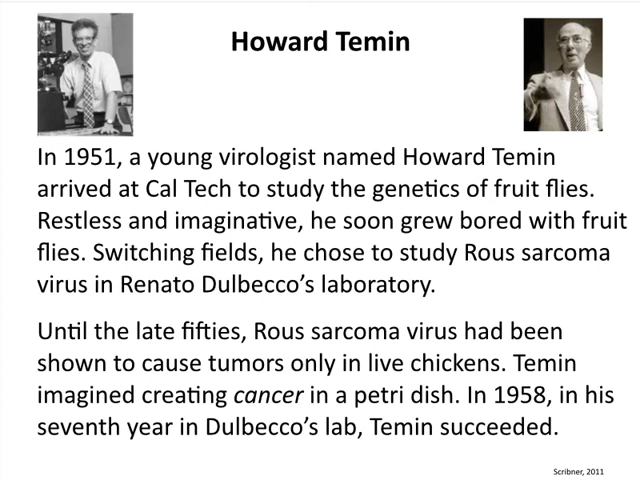 Howard Temin
In 1951, a young virologist named Howard Temin
arrived at Cal Tech to study the genetics of fruit flies.
Restless and imaginative, he soon grew bored with fruit
flies. Switching fields, he chose to study Rous sarcoma
virus in Renato Dulbecco’s laboratory.
Until the late fifties, Rous sarcoma virus had been
shown to cause tumors only in live chickens. Temin
imagined creating cancer in a petri dish. In 1958, in his
seventh year in Dulbecco’s lab, Temin succeeded.
Scribner, 2011